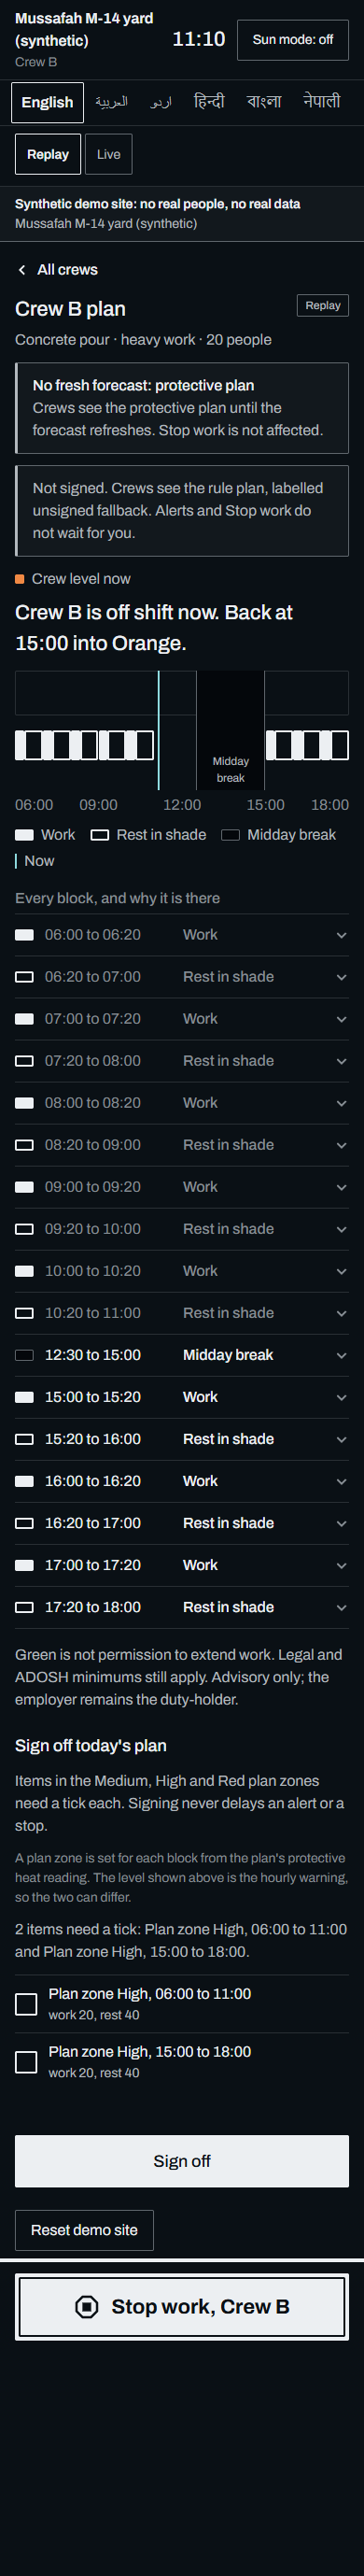 Mussafah M-14 yard
(synthetic)
Crew B
11:10
Sun mode: off
English
العربية
اردو
हिन्दी
বাংলা
नेपाली
Replay
Live
Synthetic demo site: no real people, no real data
Mussafah M-14 yard (synthetic)
All crews
Crew B plan
Replay
Concrete pour · heavy work · 20 people
No fresh forecast: protective plan
Crews see the protective plan until the
forecast refreshes. Stop work is not affected.
Not signed. Crews see the rule plan, labelled
unsigned fallback. Alerts and Stop work do
not wait for you.
Crew level now
Crew B is off shift now. Back at
15:00 into Orange.
Midday
break
06:00 09:00 12:00 15:00 18:00
Work Rest in shade Midday break
Now
Every block, and why it is there
06:00 to 06:20 Work
06:20 to 07:00 Rest in shade
07:00 to 07:20 Work
07:20 to 08:00 Rest in shade
08:00 to 08:20 Work
08:20 to 09:00 Rest in shade
09:00 to 09:20 Work
09:20 to 10:00 Rest in shade
10:00 to 10:20 Work
10:20 to 11:00 Rest in shade
12:30 to 15:00 Midday break
15:00 to 15:20 Work
15:20 to 16:00 Rest in shade
16:00 to 16:20 Work
16:20 to 17:00 Rest in shade
17:00 to 17:20 Work
17:20 to 18:00 Rest in shade
Green is not permission to extend work. Legal and
ADOSH minimums still apply. Advisory only; the
employer remains the duty-holder.
Sign off today's plan
Items in the Medium, High and Red plan zones
need a tick each. Signing never delays an alert or a
stop.
A plan zone is set for each block from the plan's protective
heat reading. The level shown above is the hourly warning,
so the two can differ.
2 items need a tick: Plan zone High, 06:00 to 11:00
and Plan zone High, 15:00 to 18:00.
Plan zone High, 06:00 to 11:00
work 20, rest 40
Plan zone High, 15:00 to 18:00
work 20, rest 40
Sign off
Reset demo site
Stop work, Crew B